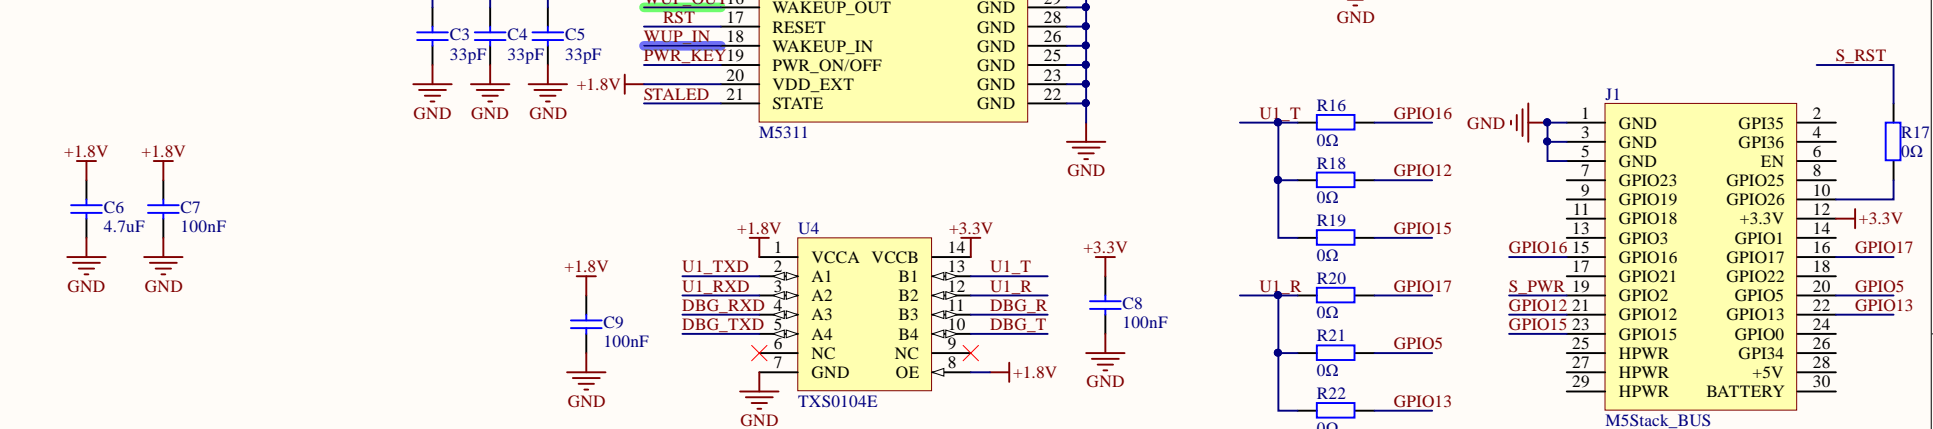 WUP_OUT 16 WAKEUP_OUT GND 29
RST 17 RESET GND 28
WUP_IN 18 WAKEUP_IN GND 26
PWR_KEY 19 PWR_ON/OFF GND 25
+1.8V 20 VDD_EXT GND 23
STALED 21 STATE GND 22
M5311
GND
C3 33pF
C4 33pF
C5 33pF
GND GND GND
GND
+1.8V +1.8V
C6 4.7uF
C7 100nF
GND GND
+1.8V
C9
100nF
GND
+1.8V U4 +3.3V
1 VCCA VCCB 14
U1_TXD 2 A1 B1 13 U1_T
U1_RXD 3 A2 B2 12 U1_R
DBG_RXD 4 A3 B3 11 DBG_R
DBG_TXD 5 A4 B4 10 DBG_T
6 NC NC 9
7 GND OE 8 +1.8V
GND
TXS0104E
+3.3V
C8
100nF
GND
U1_T R16 GPIO16
0Ω
R18 GPIO12
0Ω
R19 GPIO15
0Ω
U1_R R20 GPIO17
0Ω
R21 GPIO5
0Ω
R22 GPIO13
0Ω
S_RST
R17
0Ω
J1
GND 1 GND GPI35 2
3 GND GPI36 4
5 GND EN 6
7 GPIO23 GPIO25 8
9 GPIO19 GPIO26 10
11 GPIO18 +3.3V 12 +3.3V
13 GPIO3 GPIO1 14
GPIO16 15 GPIO16 GPIO17 16 GPIO17
17 GPIO21 GPIO22 18
S_PWR 19 GPIO2 GPIO5 20 GPIO5
GPIO12 21 GPIO12 GPIO13 22 GPIO13
GPIO15 23 GPIO15 GPIO0 24
25 HPWR GPI34 26
27 HPWR +5V 28
29 HPWR BATTERY 30
M5Stack_BUS